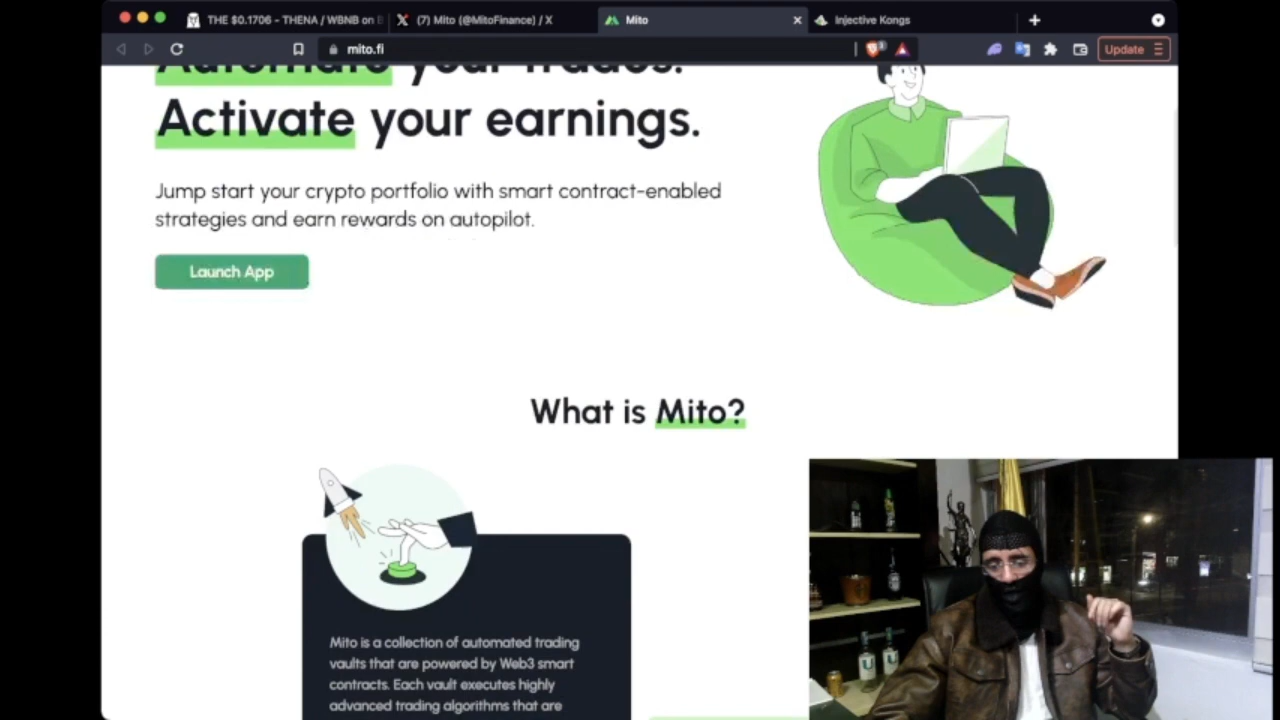 THE $0.1706 - THENA / WBNB on
(7) Mito (@MitoFinance) / X
Mito
Injective Kongs
mito.fi
Update
Automate your trades.
Activate your earnings.
Jump start your crypto portfolio with smart contract-enabled
strategies and earn rewards on autopilot.
Launch App
What is Mito?
Mito is a collection of automated trading
vaults that are powered by Web3 smart
contracts. Each vault executes highly
advanced trading algorithms that are